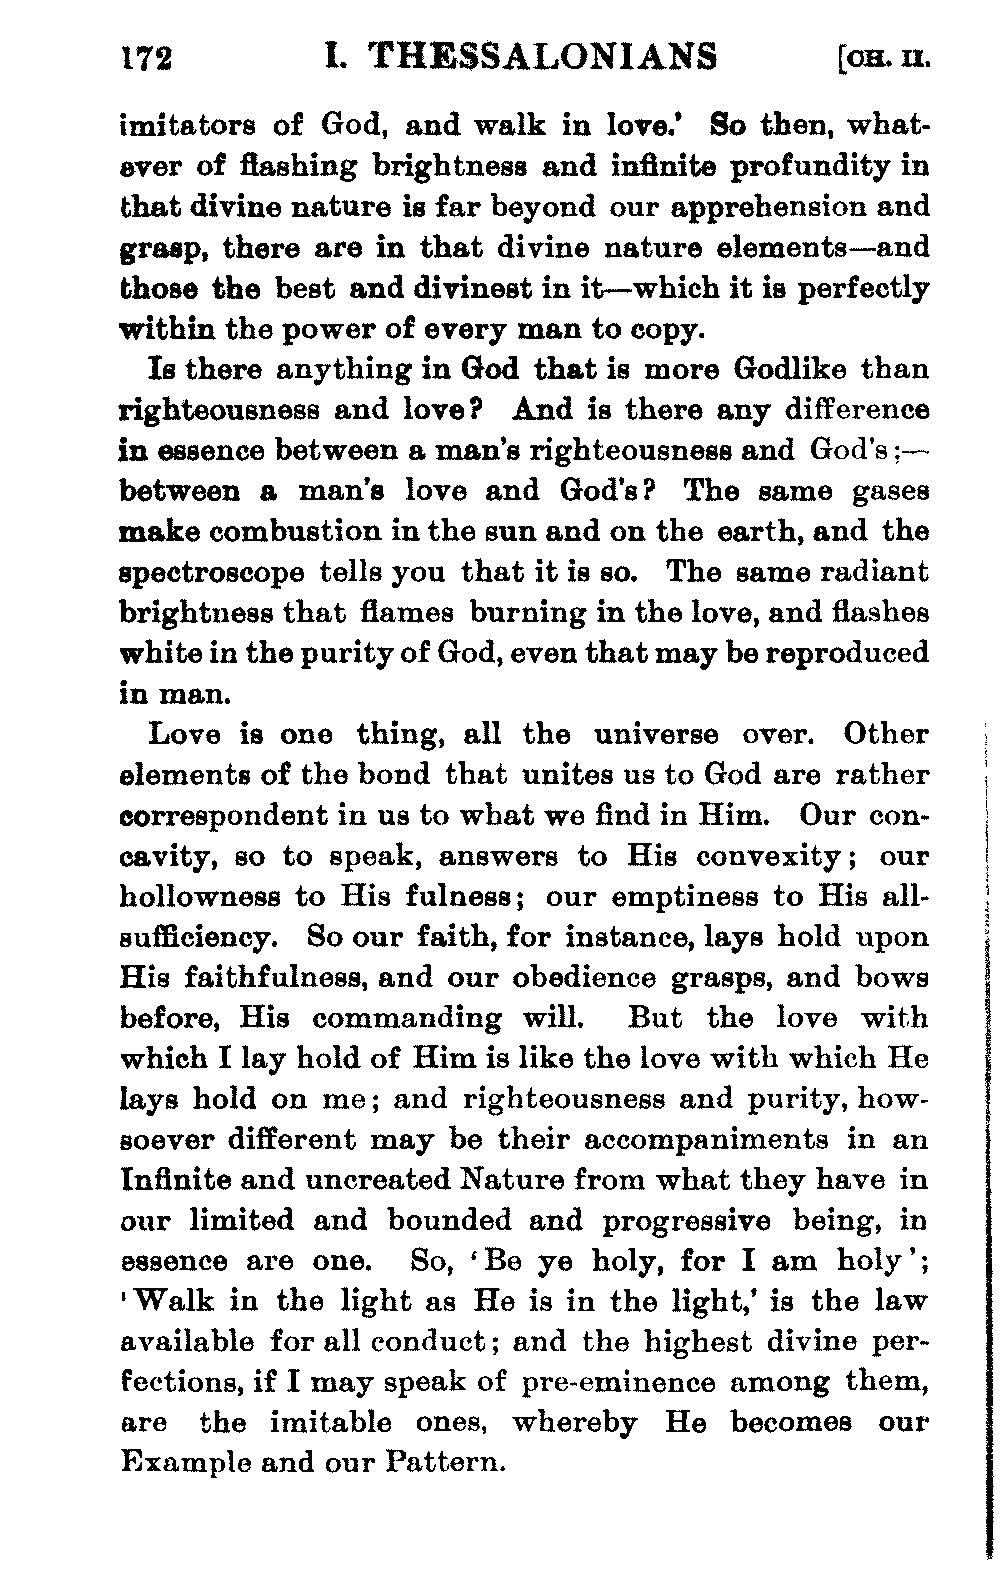 172 I. THESSALONIANS [CH. II.
imitators of God, and walk in love.’ So then, what-
ever of flashing brightness and infinite profundity in
that divine nature is far beyond our apprehension and
grasp, there are in that divine nature elements—and
those the best and divinest in it—which it is perfectly
within the power of every man to copy.
Is there anything in God that is more Godlike than
righteousness and love? And is there any difference
in essence between a man's righteousness and God's;—
between a man's love and God's? The same gases
make combustion in the sun and on the earth, and the
spectroscope tells you that it is so. The same radiant
brightness that flames burning in the love, and flashes
white in the purity of God, even that may be reproduced
in man.
Love is one thing, all the universe over. Other
elements of the bond that unites us to God are rather
correspondent in us to what we find in Him. Our con-
cavity, so to speak, answers to His convexity; our
hollowness to His fulness; our emptiness to His all-
sufficiency. So our faith, for instance, lays hold upon
His faithfulness, and our obedience grasps, and bows
before, His commanding will. But the love with
which I lay hold of Him is like the love with which He
lays hold on me; and righteousness and purity, how-
soever different may be their accompaniments in an
Infinite and uncreated Nature from what they have in
our limited and bounded and progressive being, in
essence are one. So, ‘Be ye holy, for I am holy’;
‘Walk in the light as He is in the light,’ is the law
available for all conduct; and the highest divine per-
fections, if I may speak of pre-eminence among them,
are the imitable ones, whereby He becomes our
Example and our Pattern.